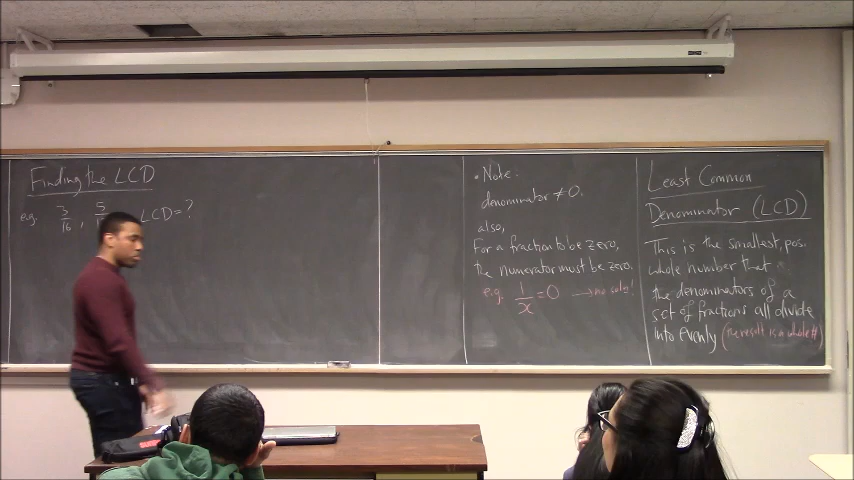 Finding the LCD
e.g. 3/16, 5/ LCD=?
• Note.
denominator ≠ 0.
also,
For a fraction to be zero,
the numerator must be zero.
e.g. 1/x = 0 → no soln!
Least Common
Denominator (LCD)
This is the smallest, pos.
whole number that
the denominators of a
set of fractions all divide
into evenly (the result is a whole #)